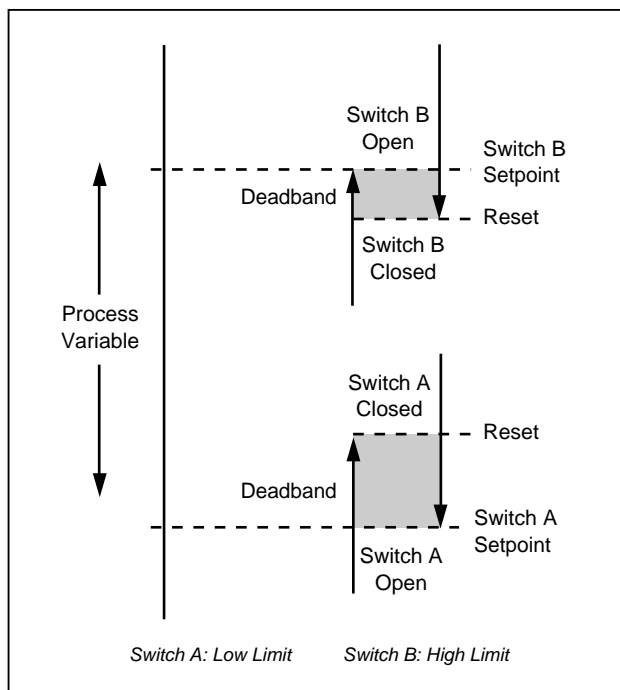 Switch B
Open
Switch B
Setpoint
Deadband
Reset
Switch B
Closed
Process
Variable
Switch A
Closed
Reset
Deadband
Switch A
Setpoint
Switch A
Open
Switch A: Low Limit
Switch B: High Limit